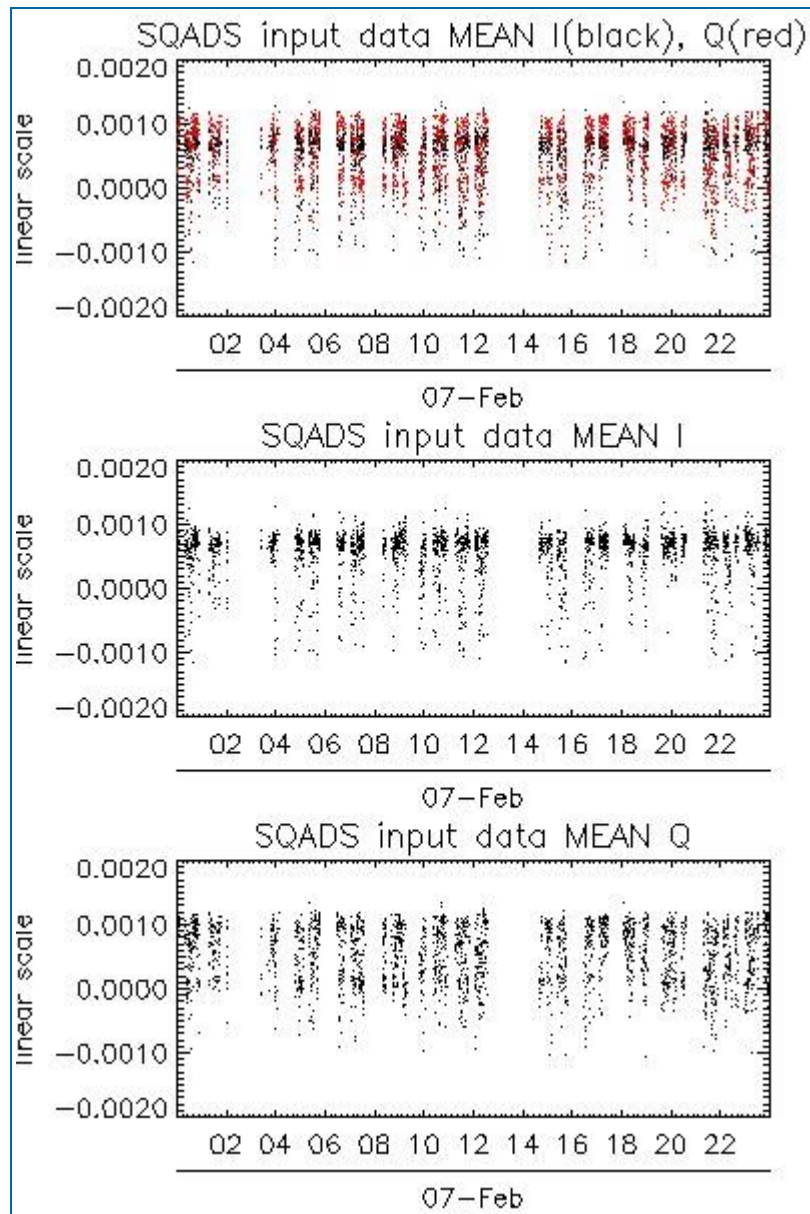 SQADS input data MEAN I(black), Q(red)
0.0020
0.0010
0.0000
−0.0010
−0.0020
linear scale
02 04 06 08 10 12 14 16 18 20 22
07−Feb
SQADS input data MEAN I
0.0020
0.0010
0.0000
−0.0010
−0.0020
linear scale
02 04 06 08 10 12 14 16 18 20 22
07−Feb
SQADS input data MEAN Q
0.0020
0.0010
0.0000
−0.0010
−0.0020
linear scale
02 04 06 08 10 12 14 16 18 20 22
07−Feb